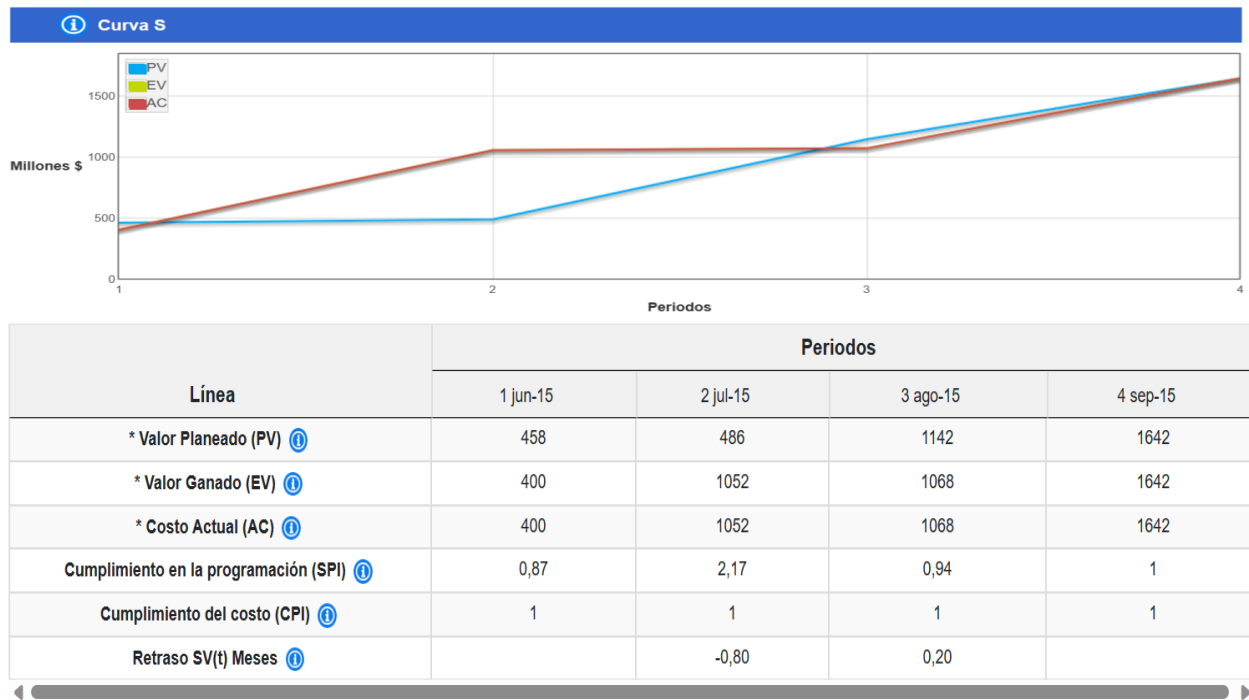 Curva S
PV
EV
AC
1500
1000
500
0
Millones $
1 2 3 4
Periodos
Línea Periodos
1 jun-15 2 jul-15 3 ago-15 4 sep-15
* Valor Planeado (PV) 458 486 1142 1642
* Valor Ganado (EV) 400 1052 1068 1642
* Costo Actual (AC) 400 1052 1068 1642
Cumplimiento en la programación (SPI) 0,87 2,17 0,94 1
Cumplimiento del costo (CPI) 1 1 1 1
Retraso SV(t) Meses -0,80 0,20